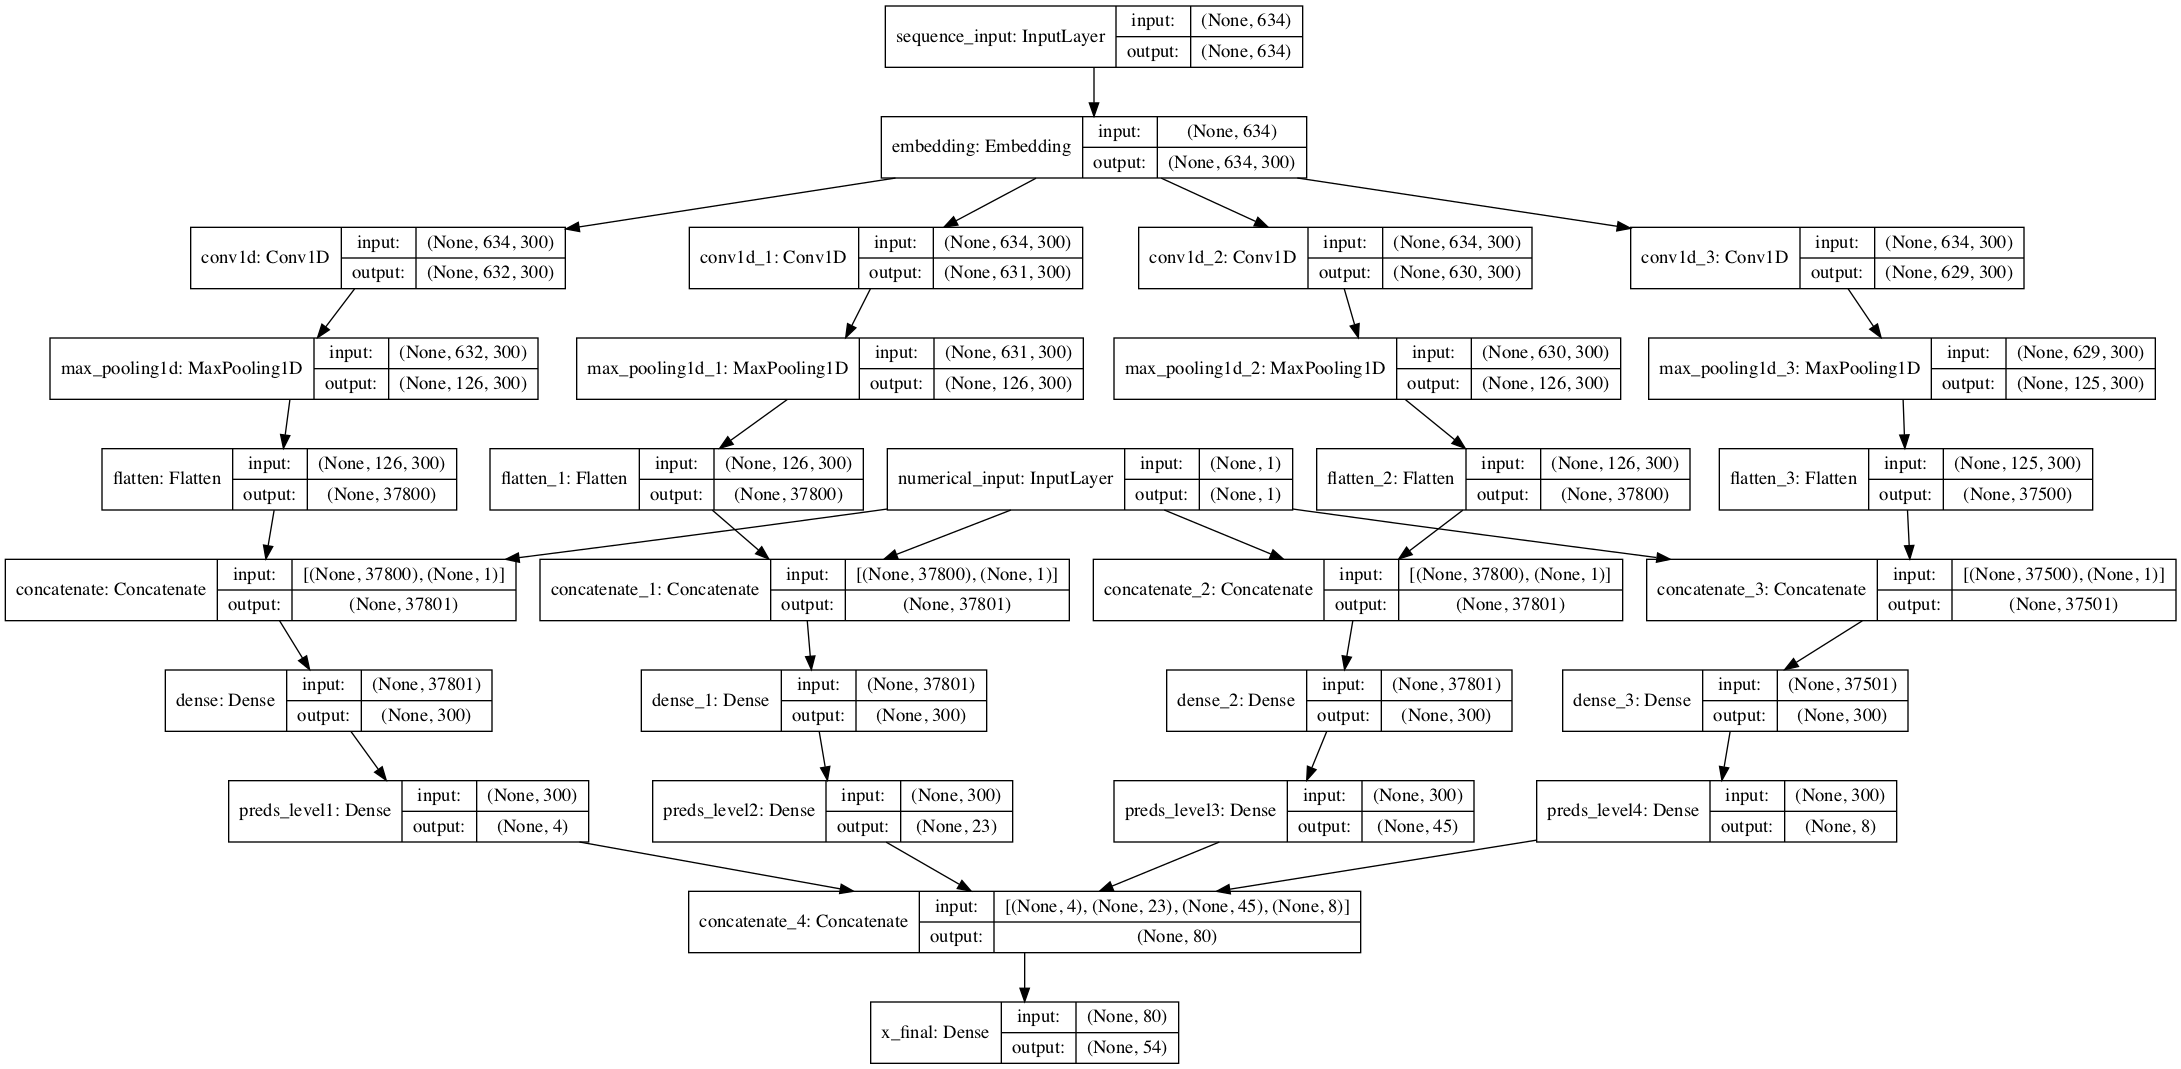 sequence_input: InputLayer
input: (None, 634)
output: (None, 634)
embedding: Embedding
input: (None, 634)
output: (None, 634, 300)
conv1d: Conv1D
input: (None, 634, 300)
output: (None, 632, 300)
conv1d_1: Conv1D
input: (None, 634, 300)
output: (None, 631, 300)
conv1d_2: Conv1D
input: (None, 634, 300)
output: (None, 630, 300)
conv1d_3: Conv1D
input: (None, 634, 300)
output: (None, 629, 300)
max_pooling1d: MaxPooling1D
input: (None, 632, 300)
output: (None, 126, 300)
max_pooling1d_1: MaxPooling1D
input: (None, 631, 300)
output: (None, 126, 300)
max_pooling1d_2: MaxPooling1D
input: (None, 630, 300)
output: (None, 126, 300)
max_pooling1d_3: MaxPooling1D
input: (None, 629, 300)
output: (None, 125, 300)
flatten: Flatten
input: (None, 126, 300)
output: (None, 37800)
flatten_1: Flatten
input: (None, 126, 300)
output: (None, 37800)
numerical_input: InputLayer
input: (None, 1)
output: (None, 1)
flatten_2: Flatten
input: (None, 126, 300)
output: (None, 37800)
flatten_3: Flatten
input: (None, 125, 300)
output: (None, 37500)
concatenate: Concatenate
input: [(None, 37800), (None, 1)]
output: (None, 37801)
concatenate_1: Concatenate
input: [(None, 37800), (None, 1)]
output: (None, 37801)
concatenate_2: Concatenate
input: [(None, 37800), (None, 1)]
output: (None, 37801)
concatenate_3: Concatenate
input: [(None, 37500), (None, 1)]
output: (None, 37501)
dense: Dense
input: (None, 37801)
output: (None, 300)
dense_1: Dense
input: (None, 37801)
output: (None, 300)
dense_2: Dense
input: (None, 37801)
output: (None, 300)
dense_3: Dense
input: (None, 37501)
output: (None, 300)
preds_level1: Dense
input: (None, 300)
output: (None, 4)
preds_level2: Dense
input: (None, 300)
output: (None, 23)
preds_level3: Dense
input: (None, 300)
output: (None, 45)
preds_level4: Dense
input: (None, 300)
output: (None, 8)
concatenate_4: Concatenate
input: [(None, 4), (None, 23), (None, 45), (None, 8)]
output: (None, 80)
x_final: Dense
input: (None, 80)
output: (None, 54)